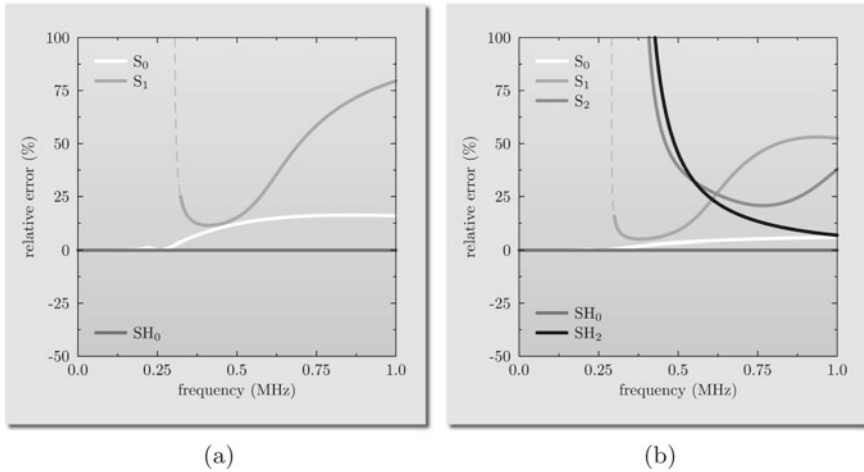 100
75
50
25
0
-25
-50
relative error (%)
S₀
S₁
SH₀
0.0 0.25 0.5 0.75 1.0
frequency (MHz)
(a)
100
75
50
25
0
-25
-50
relative error (%)
S₀
S₁
S₂
SH₀
SH₂
0.0 0.25 0.5 0.75 1.0
frequency (MHz)
(b)